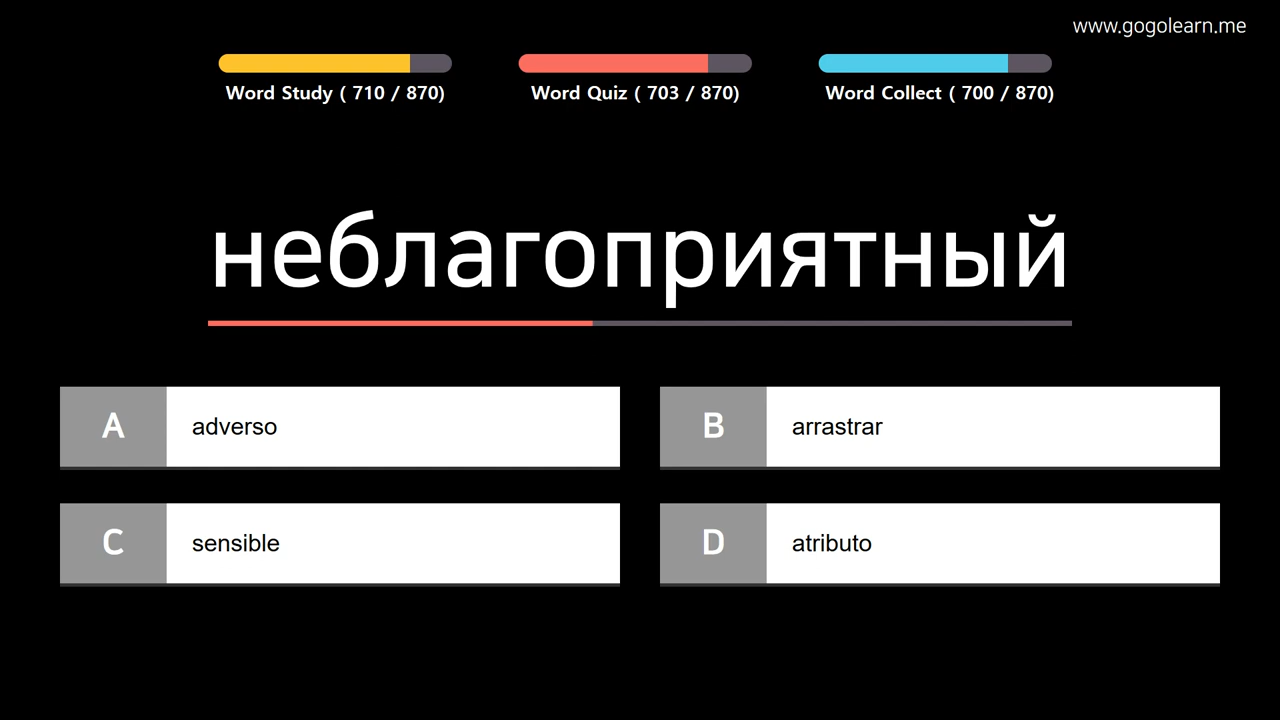 www.gogolearn.me
Word Study ( 710 / 870)
Word Quiz ( 703 / 870)
Word Collect ( 700 / 870)
неблагоприятный
A adverso
B arrastrar
C sensible
D atributo